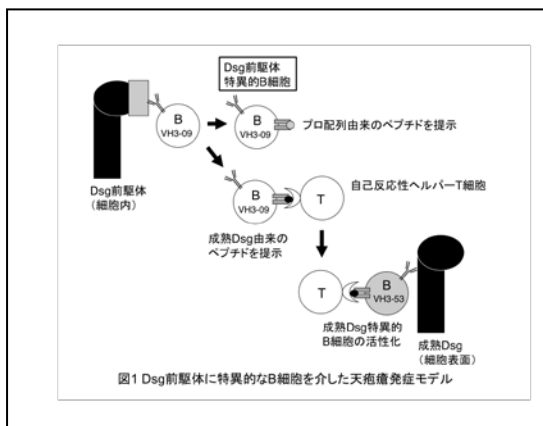 Dsg前駆体
特異的B細胞
B
VH3-09
B
VH3-09
プロ配列由来のペプチドを提示
Dsg前駆体
(細胞内)
B
VH3-09
T
自己反応性ヘルパーT細胞
成熟Dsg由来の
ペプチドを提示
T
B
VH3-53
成熟Dsg特異的
B細胞の活性化
成熟Dsg
(細胞表面)
図1 Dsg前駆体に特異的なB細胞を介した天疱瘡発症モデル